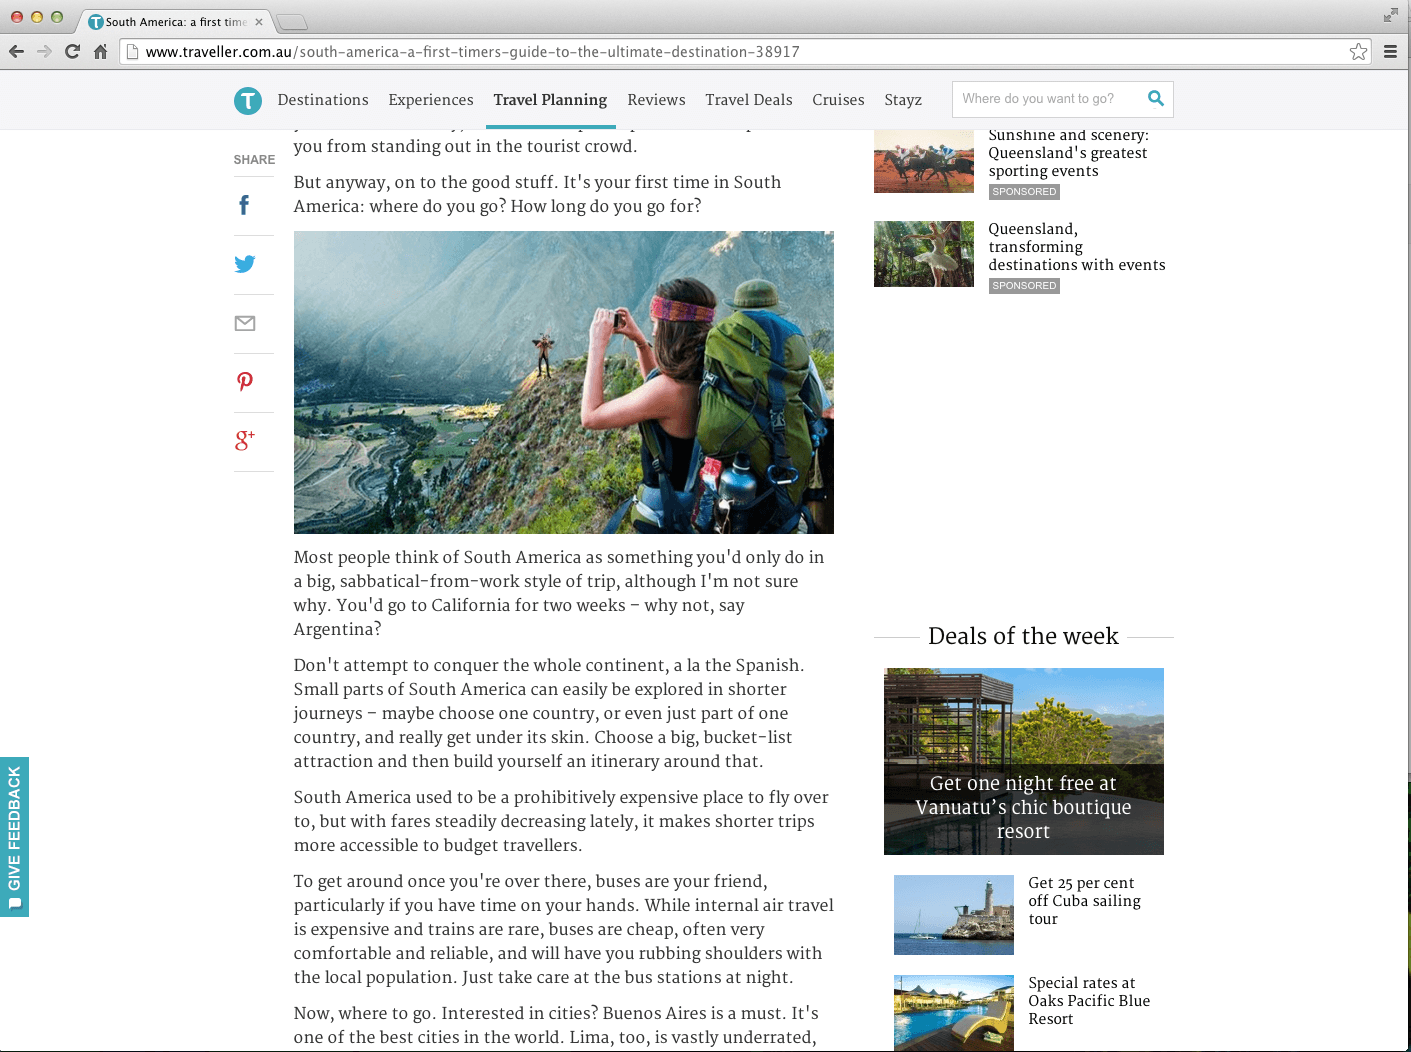 South America: a first time
www.traveller.com.au/south-america-a-first-timers-guide-to-the-ultimate-destination-38917
T Destinations Experiences Travel Planning Reviews Travel Deals Cruises Stayz Where do you want to go?
SHARE
you from standing out in the tourist crowd.
But anyway, on to the good stuff. It's your first time in South
America: where do you go? How long do you go for?
Most people think of South America as something you'd only do in
a big, sabbatical-from-work style of trip, although I'm not sure
why. You'd go to California for two weeks – why not, say
Argentina?
Don't attempt to conquer the whole continent, a la the Spanish.
Small parts of South America can easily be explored in shorter
journeys – maybe choose one country, or even just part of one
country, and really get under its skin. Choose a big, bucket-list
attraction and then build yourself an itinerary around that.
South America used to be a prohibitively expensive place to fly over
to, but with fares steadily decreasing lately, it makes shorter trips
more accessible to budget travellers.
To get around once you're over there, buses are your friend,
particularly if you have time on your hands. While internal air travel
is expensive and trains are rare, buses are cheap, often very
comfortable and reliable, and will have you rubbing shoulders with
the local population. Just take care at the bus stations at night.
Now, where to go. Interested in cities? Buenos Aires is a must. It's
one of the best cities in the world. Lima, too, is vastly underrated,
Sunshine and scenery:
Queensland's greatest
sporting events
SPONSORED
Queensland,
transforming
destinations with events
SPONSORED
Deals of the week
Get one night free at
Vanuatu's chic boutique
resort
Get 25 per cent
off Cuba sailing
tour
Special rates at
Oaks Pacific Blue
Resort
GIVE FEEDBACK